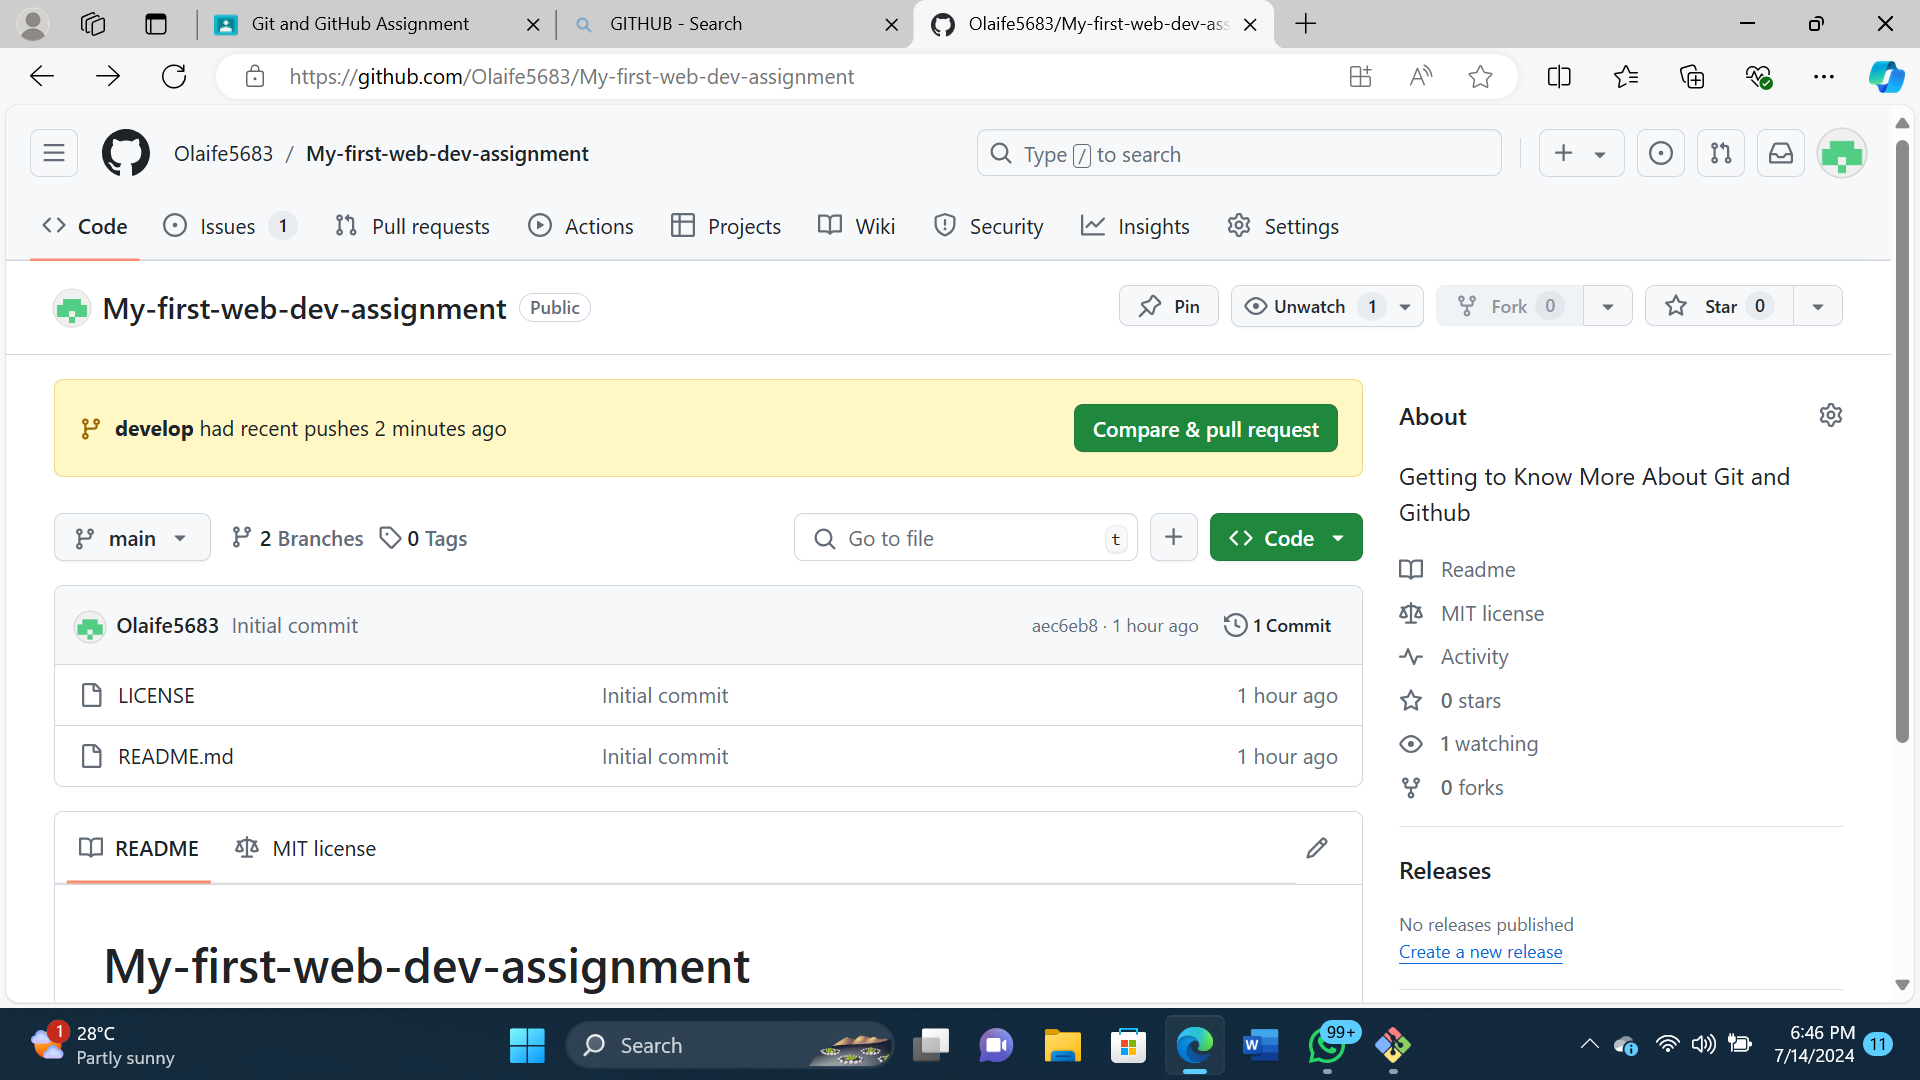 Git and GitHub Assignment
GITHUB - Search
Olaife5683/My-first-web-dev-ass
https://github.com/Olaife5683/My-first-web-dev-assignment
Olaife5683 / My-first-web-dev-assignment
Type / to search
Code
Issues 1
Pull requests
Actions
Projects
Wiki
Security
Insights
Settings
My-first-web-dev-assignment Public
Pin
Unwatch 1
Fork 0
Star 0
develop had recent pushes 2 minutes ago
Compare & pull request
main
2 Branches
0 Tags
Go to file t
Code
Olaife5683 Initial commit
aec6eb8 · 1 hour ago
1 Commit
LICENSE Initial commit 1 hour ago
README.md Initial commit 1 hour ago
README
MIT license
My-first-web-dev-assignment
About
Getting to Know More About Git and
Github
Readme
MIT license
Activity
0 stars
1 watching
0 forks
Releases
No releases published
Create a new release
1
28°C
Partly sunny
Search
W
99+
6:46 PM
7/14/2024
11